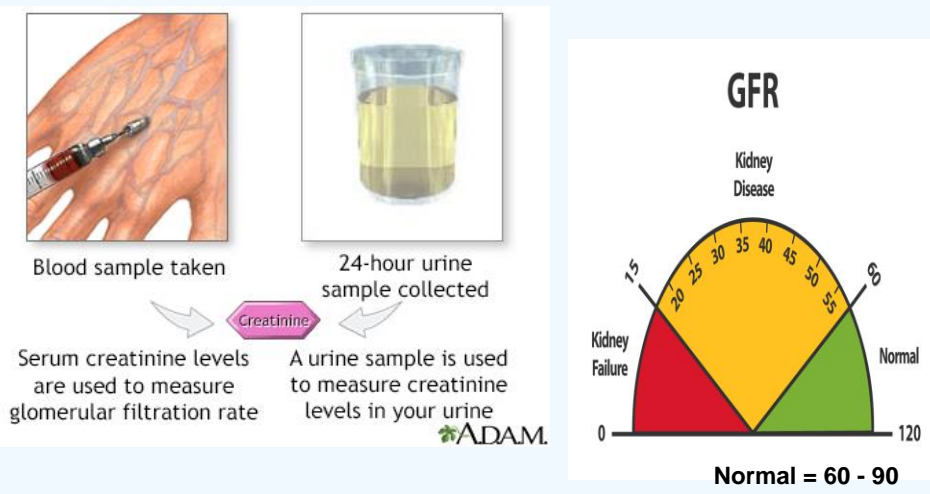 Blood sample taken
24-hour urine
sample collected
Creatinine
Serum creatinine levels
are used to measure
glomerular filtration rate
A urine sample is used
to measure creatinine
levels in your urine
A.D.A.M.
GFR
Kidney
Disease
15
20
25
30
35
40
45
50
55
60
Kidney
Failure
Normal
0
120
Normal = 60 - 90